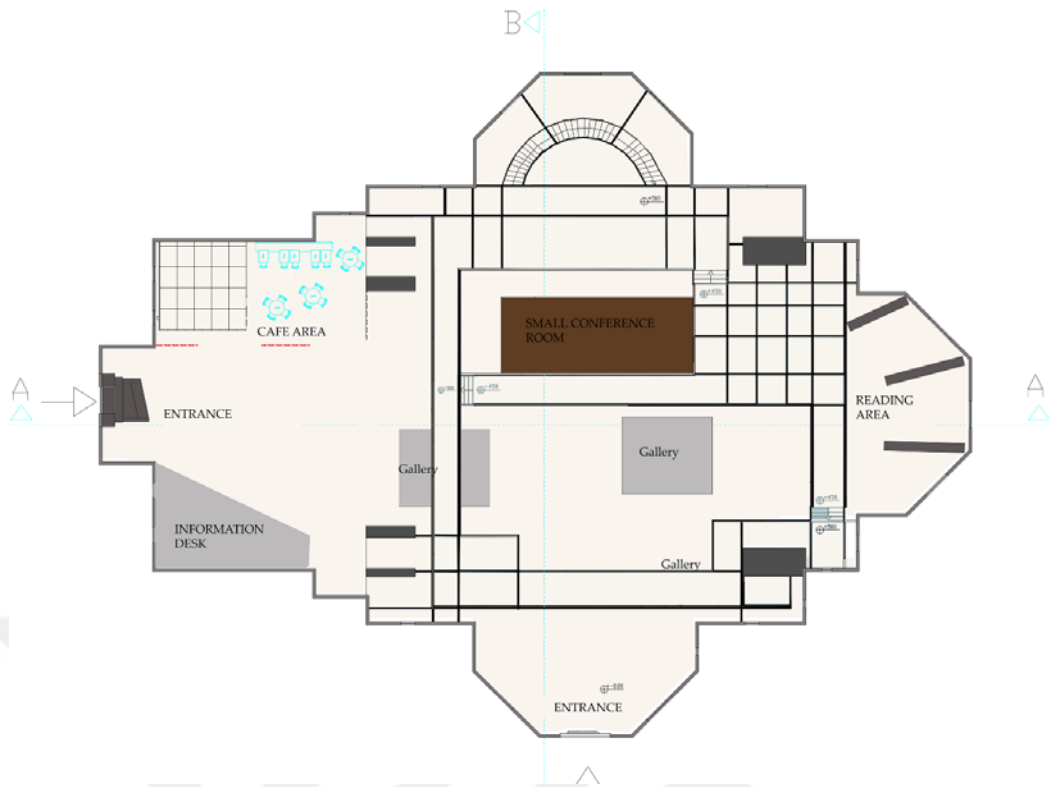 B
CAFE AREA
SMALL CONFERENCE
ROOM
A
A
ENTRANCE
READING
AREA
Gallery
Gallery
INFORMATION
DESK
Gallery
ENTRANCE